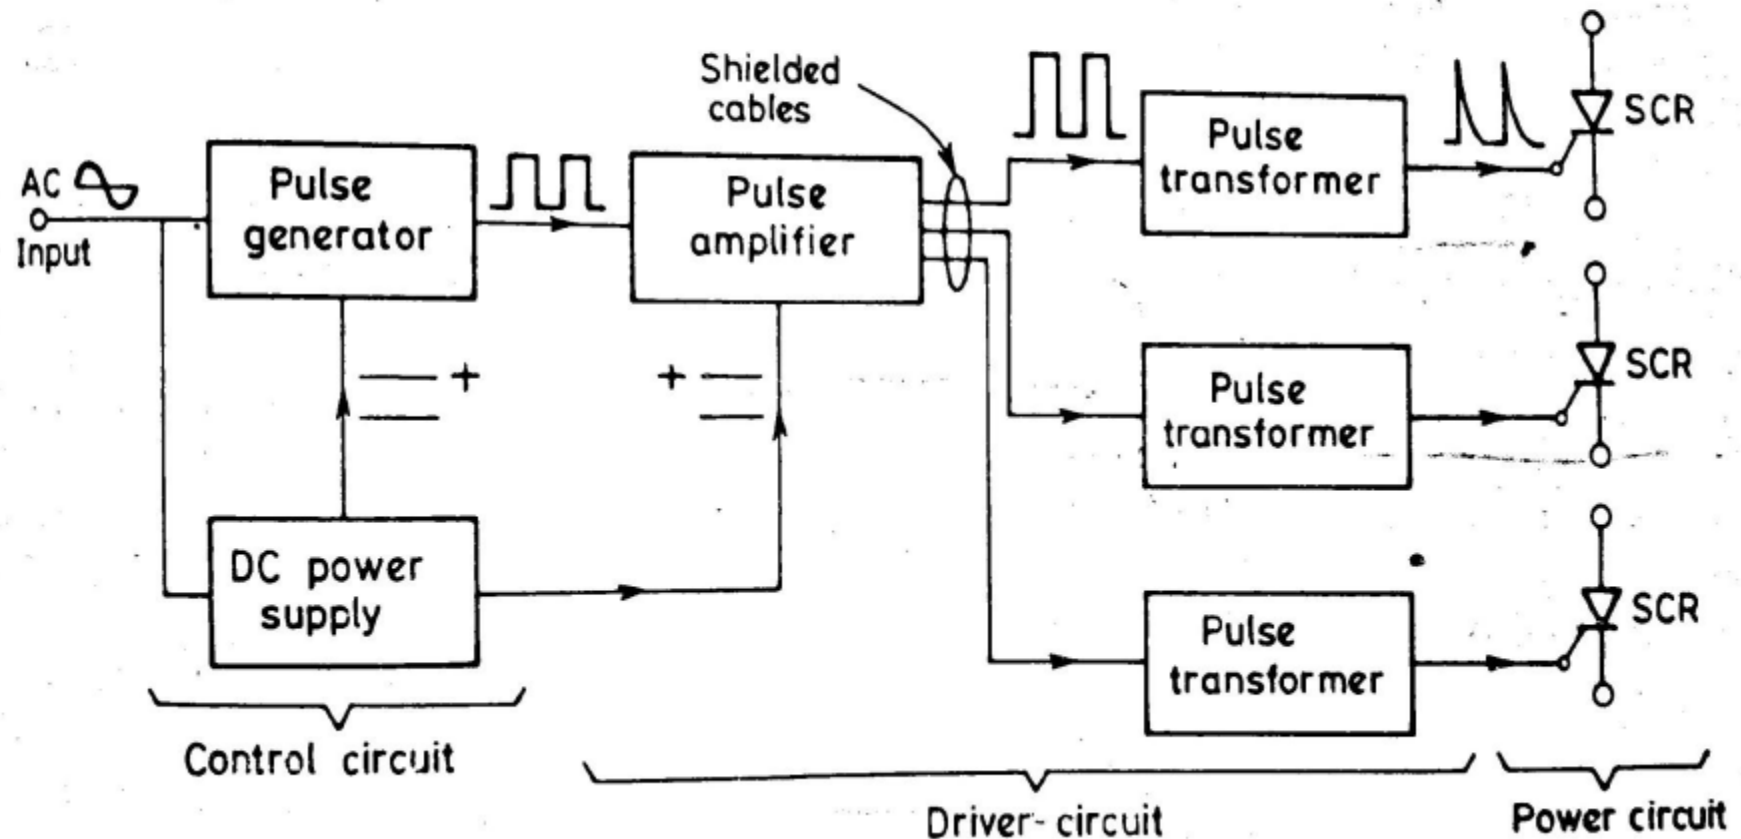 Shielded
cables
AC
Input
Pulse
generator
Pulse
amplifier
Pulse
transformer
SCR
+
+
Pulse
transformer
SCR
DC power
supply
Pulse
transformer
SCR
Control circuit
Driver-circuit
Power circuit